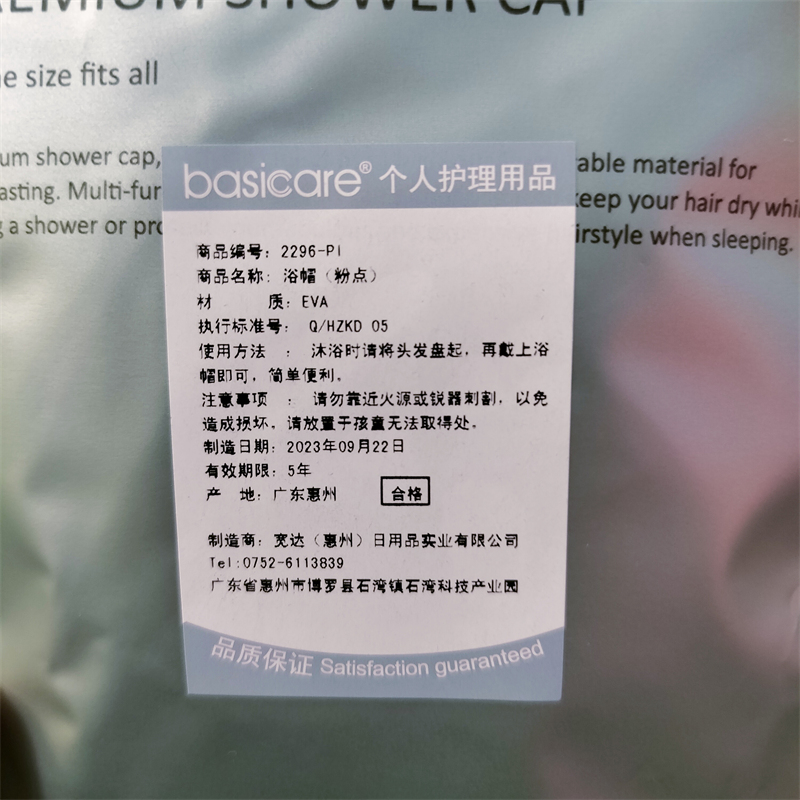 SHOWER CAP
size fits all
shower cap,
able material for
asting. Multi-fur
keep your hair dry whi
a shower or pro
irstyle when sleeping.
basicare® 个人护理用品
商品编号: 2296-PI
商品名称: 浴帽（粉点）
材 质: EVA
执行标准号: Q/HZKD 05
使用方法 : 沐浴时请将头发盘起, 再戴上浴
帽即可, 简单便利。
注意事项 : 请勿靠近火源或锐器刺割, 以免
造成损坏, 请放置于孩童无法取得处。
制造日期: 2023年09月22日
有效期限: 5年
产 地: 广东惠州 合格
制造商: 宽达（惠州）日用品实业有限公司
Tel:0752-6113839
广东省惠州市博罗县石湾镇石湾科技产业园
品质保证 Satisfaction guaranteed